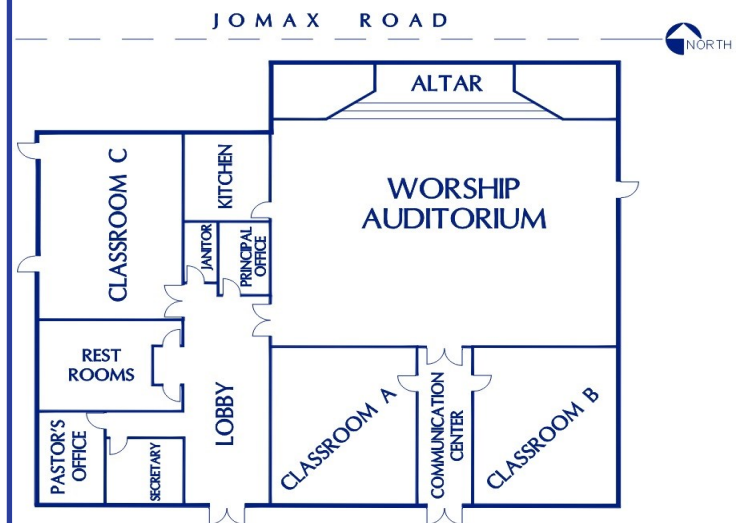 JOMAX ROAD
NORTH
ALTAR
WORSHIP
AUDITORIUM
CLASSROOM C
KITCHEN
JANITOR
PRINCIPAL
OFFICE
REST
ROOMS
LOBBY
PASTOR'S
OFFICE
SECRETARY
CLASSROOM A
COMMUNICATION
CENTER
CLASSROOM B